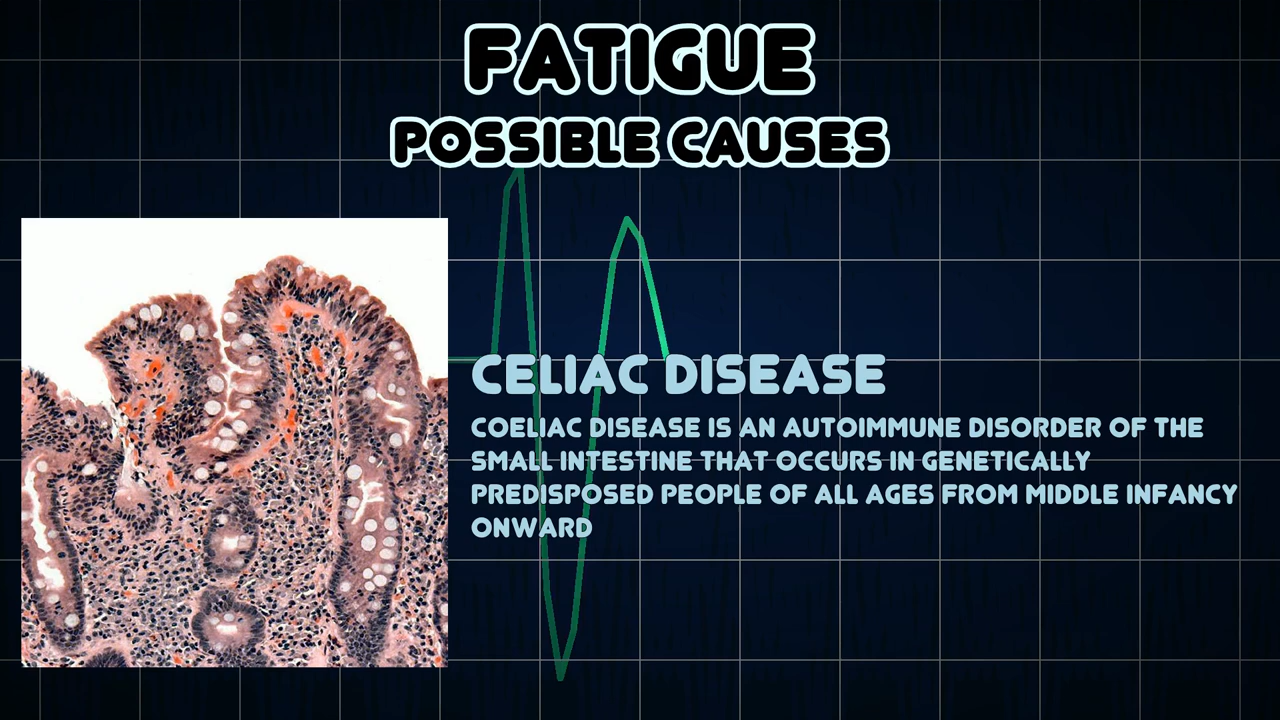 FATIGUE
POSSIBLE CAUSES
CELIAC DISEASE
COELIAC DISEASE IS AN AUTOIMMUNE DISORDER OF THE
SMALL INTESTINE THAT OCCURS IN GENETICALLY
PREDISPOSED PEOPLE OF ALL AGES FROM MIDDLE INFANCY
ONWARD